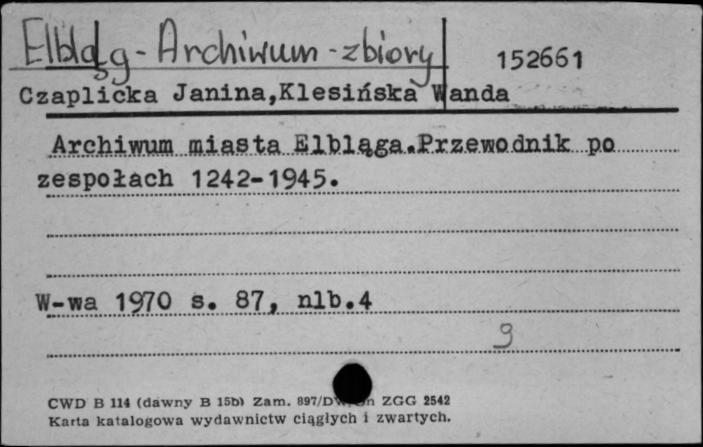 Elbląg - Archiwum - zbiory
152661
Czaplicka Janina,Klesińska Wanda
Archiwum miasta Elbląga.Przewodnik po
zespołach 1242-1945.
W-wa 1970 s. 87, nlb.4
9
CWD B 114 (dawny B 15b) Zam. 897/ ZGG 2542
Karta katalogowa wydawnictw ciągłych i zwartych.